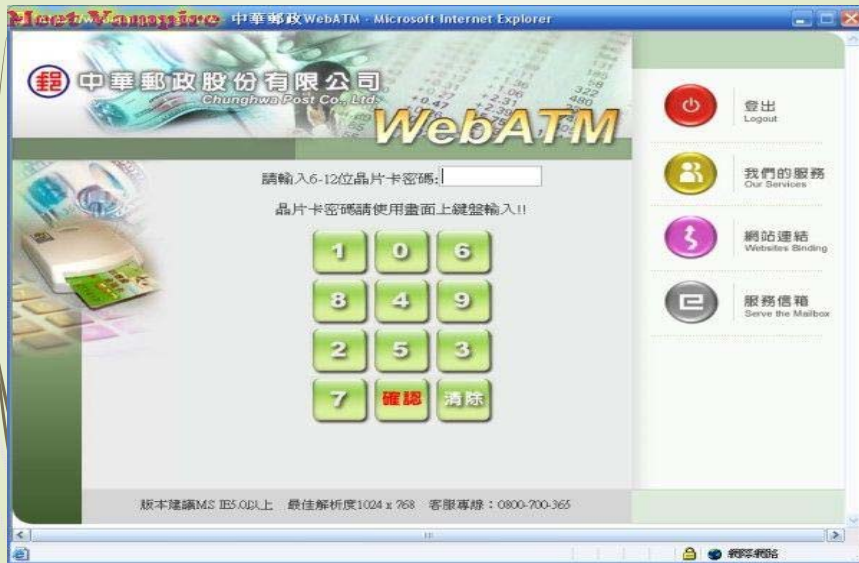 Meet Vampire 中華郵政WebATM - Microsoft Internet Explorer
郵 中華郵政股份有限公司
Chunghwa Post Co., Ltd.
WebATM
請輸入6-12位晶片卡密碼:
晶片卡密碼請使用畫面上鍵盤輸入!!
1 0 6
8 4 9
2 5 3
7 確認 清除
登出
Logout
我們的服務
Our Services
網站連結
Websites Binding
服務信箱
Serve the Mailbox
版本建議MS IE5.0以上 最佳解析度1024 x 768 客服專線：0800-700-365
網際網路